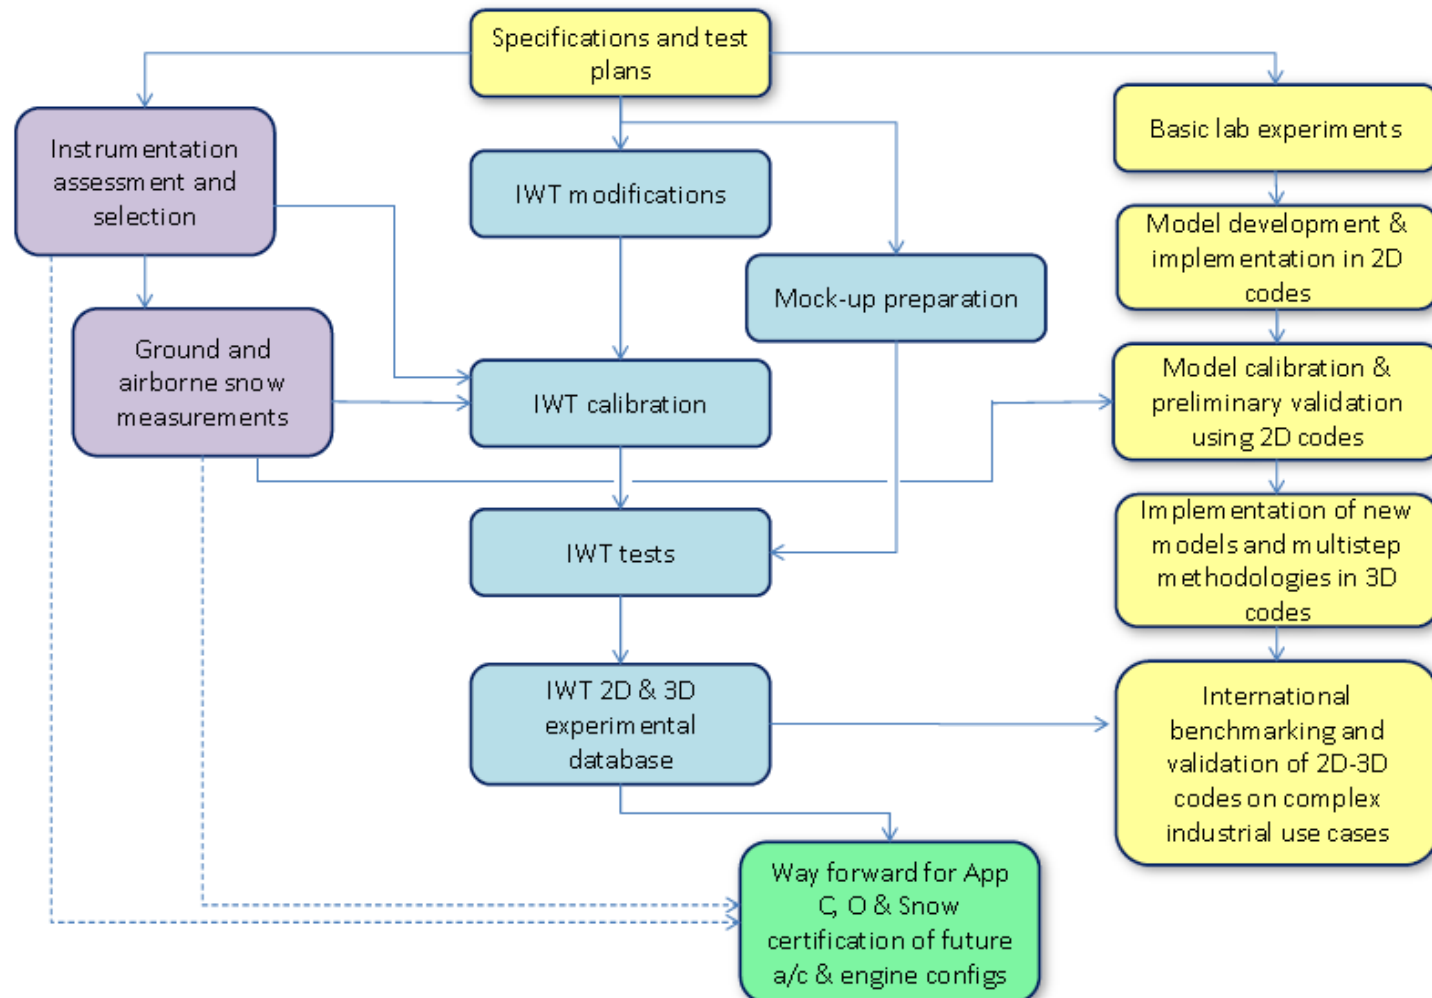 Specifications and test
plans
Instrumentation
assessment and
selection
IWT modifications
Basic lab experiments
Mock-up preparation
Model development &
implementation in 2D
codes
Ground and
airborne snow
measurements
IWT calibration
Model calibration &
preliminary validation
using 2D codes
IWT tests
Implementation of new
models and multistep
methodologies in 3D
codes
IWT 2D & 3D
experimental
database
International
benchmarking and
validation of 2D-3D
codes on complex
industrial use cases
Way forward for App
C, O & Snow
certification of future
a/c & engine configs